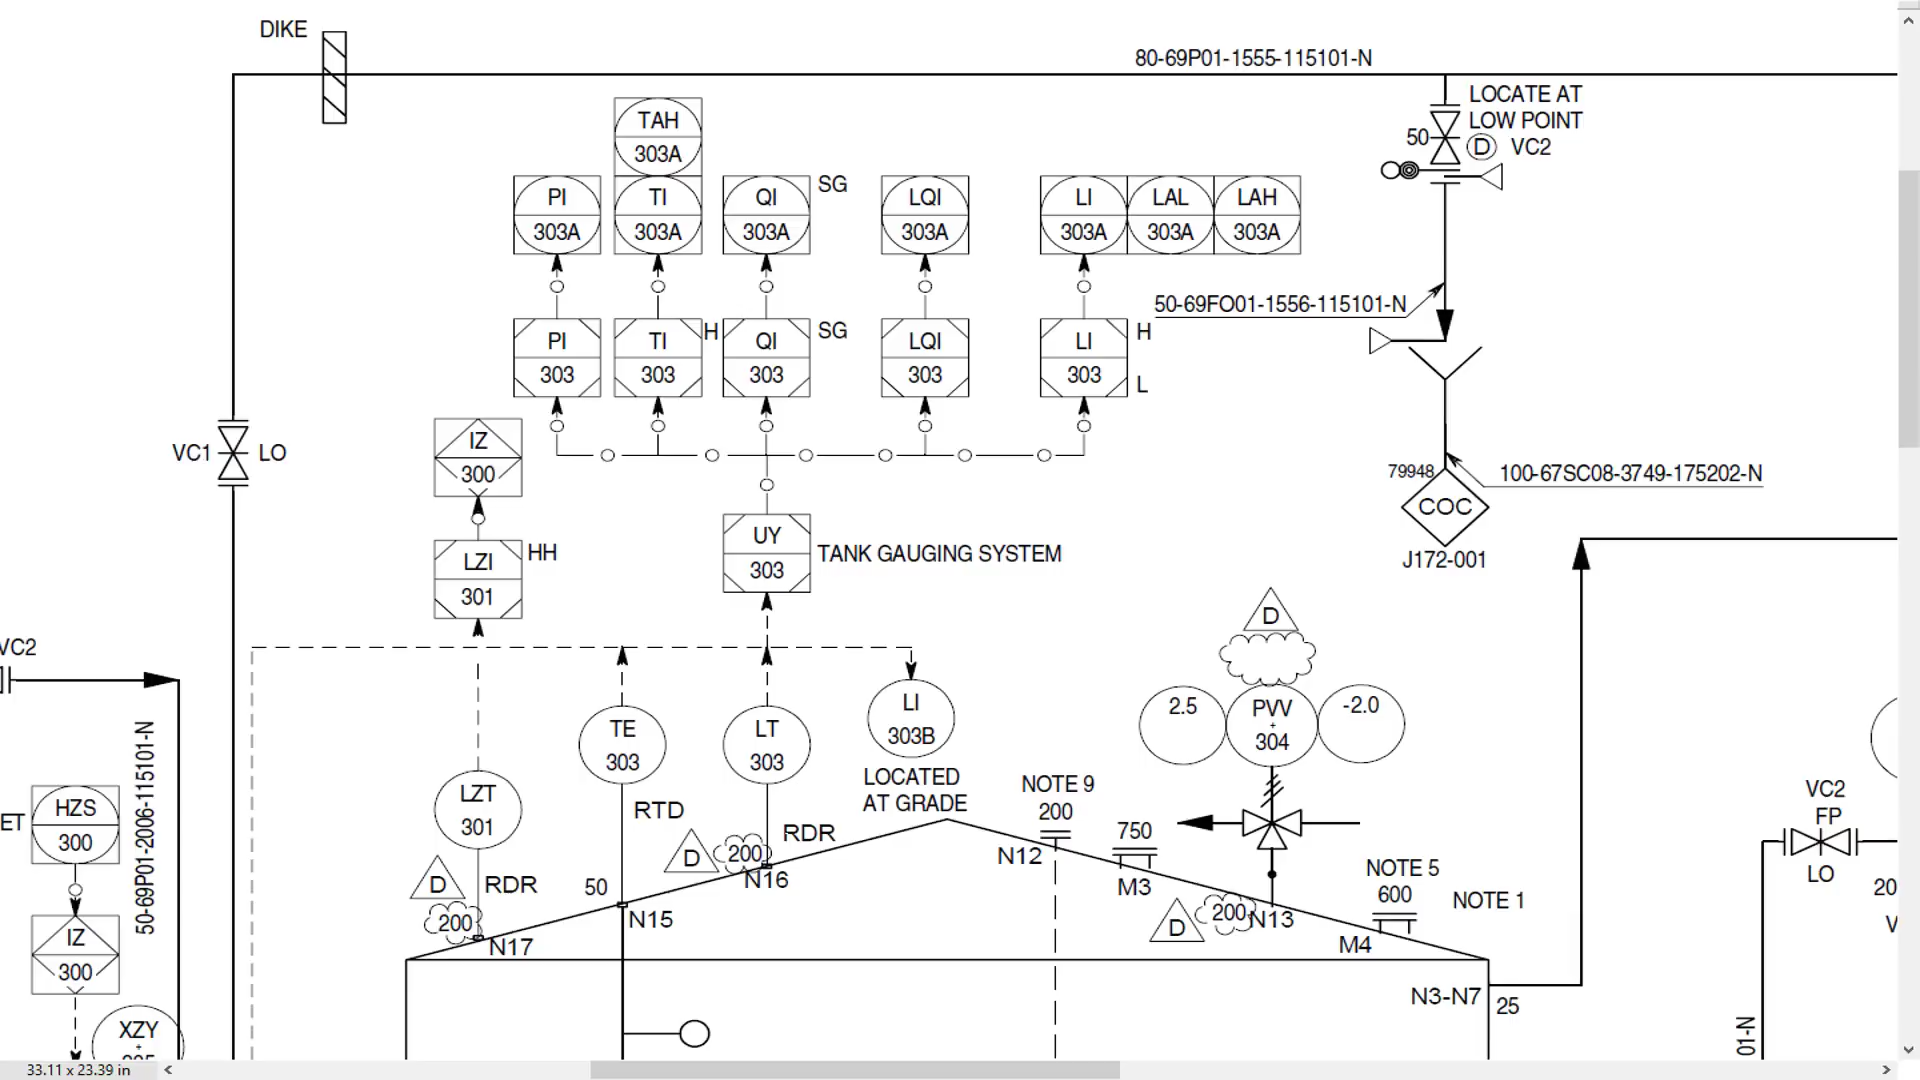 DIKE
80-69P01-1555-115101-N
LOCATE AT
LOW POINT
50
D
VC2
TAH
303A
PI
303A
TI
303A
QI
303A
SG
LQI
303A
LI
303A
LAL
303A
LAH
303A
50-69FO01-1556-115101-N
PI
303
TI
303
H
QI
303
SG
LQI
303
LI
303
H
L
VC1
LO
IZ
300
79948
100-67SC08-3749-175202-N
COC
J172-001
LZI
301
HH
UY
303
TANK GAUGING SYSTEM
D
VC2
2.5
PVV
+
304
-2.0
TE
303
LT
303
LI
303B
LOCATED
AT GRADE
50-69P01-2006-115101-N
ET
HZS
300
LZT
301
RTD
RDR
NOTE 9
200
750
VC2
FP
LO
D
200
N16
N12
M3
NOTE 5
600
NOTE 1
20
D
RDR
50
200
N17
N15
D
200
N13
M4
IZ
300
N3-N7
25
XZY
+
01-N
33.11 x 23.39 in